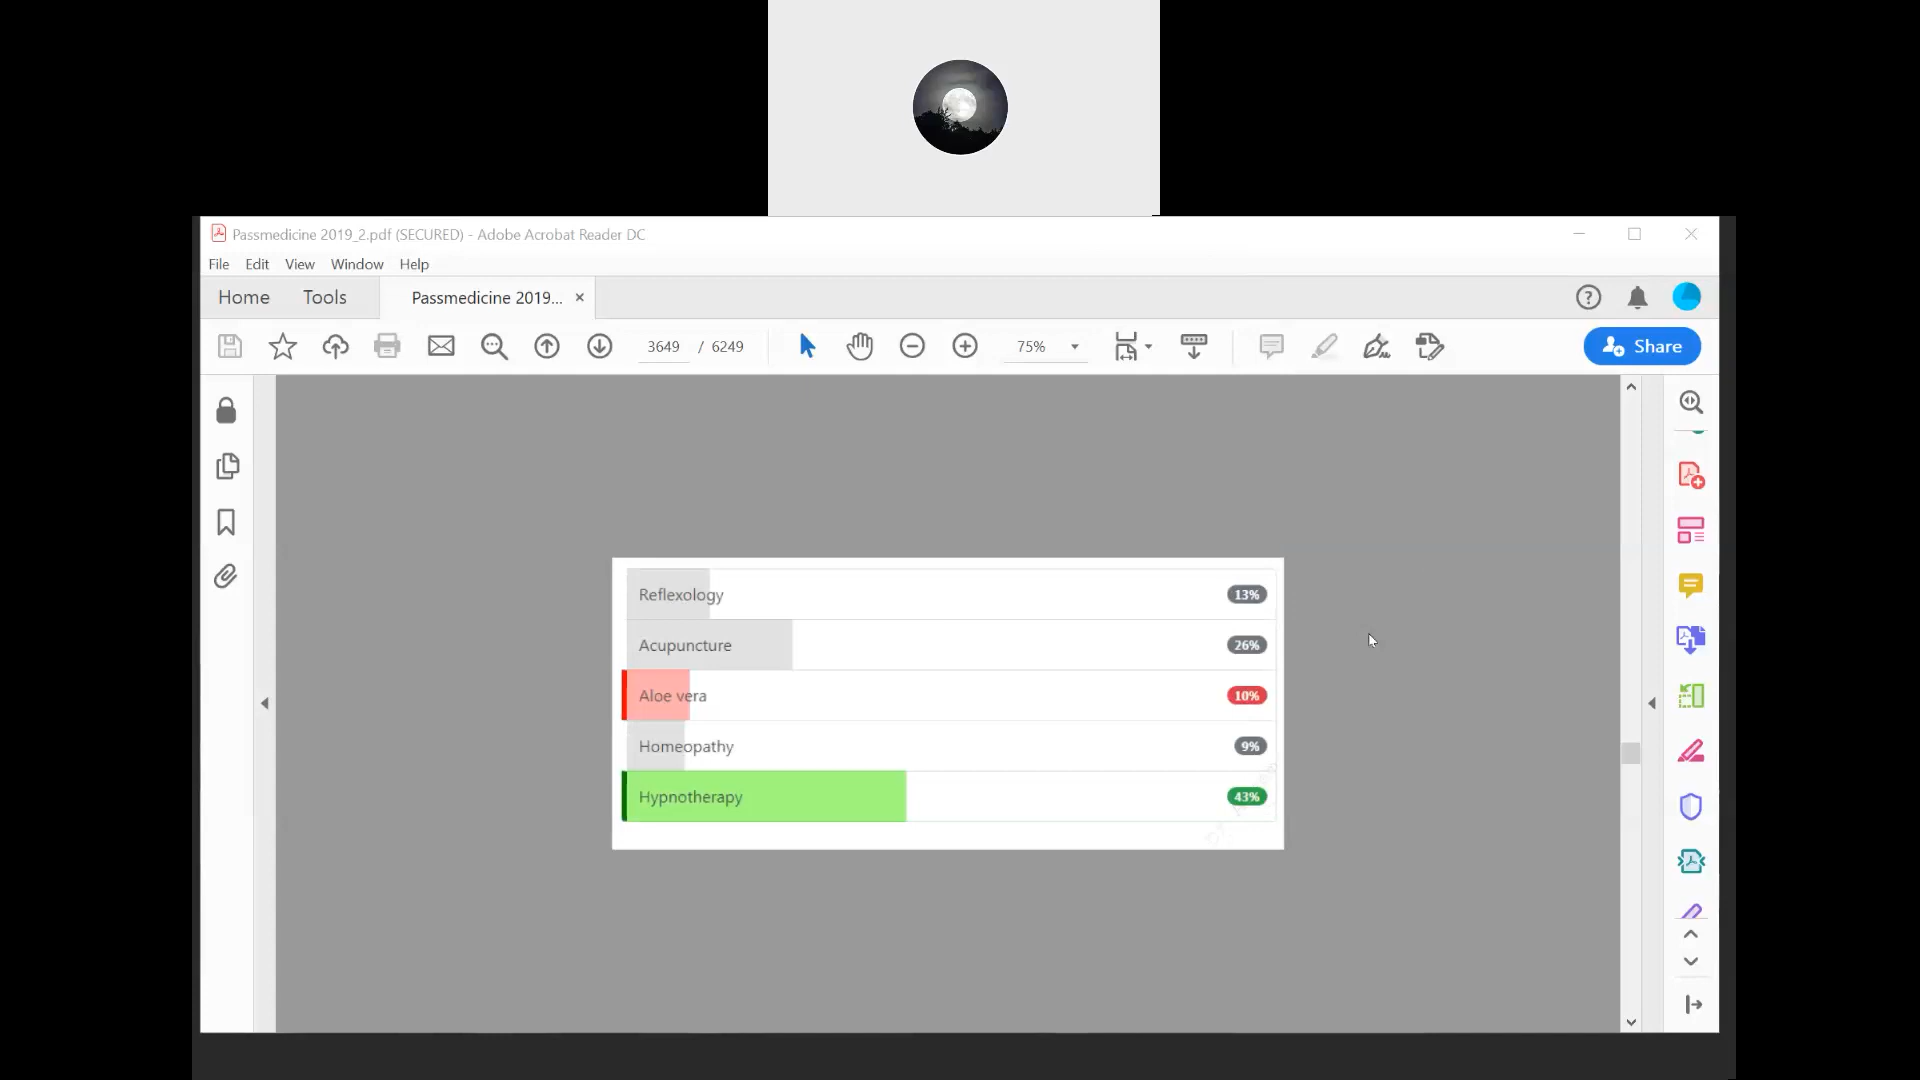 Passmedicine 2019_2.pdf (SECURED) - Adobe Acrobat Reader DC
File Edit View Window Help
Home Tools Passmedicine 2019... ×
3649 / 6249 75% Share
Reflexology 13%
Acupuncture 26%
Aloe vera 10%
Homeopathy 9%
Hypnotherapy 43%